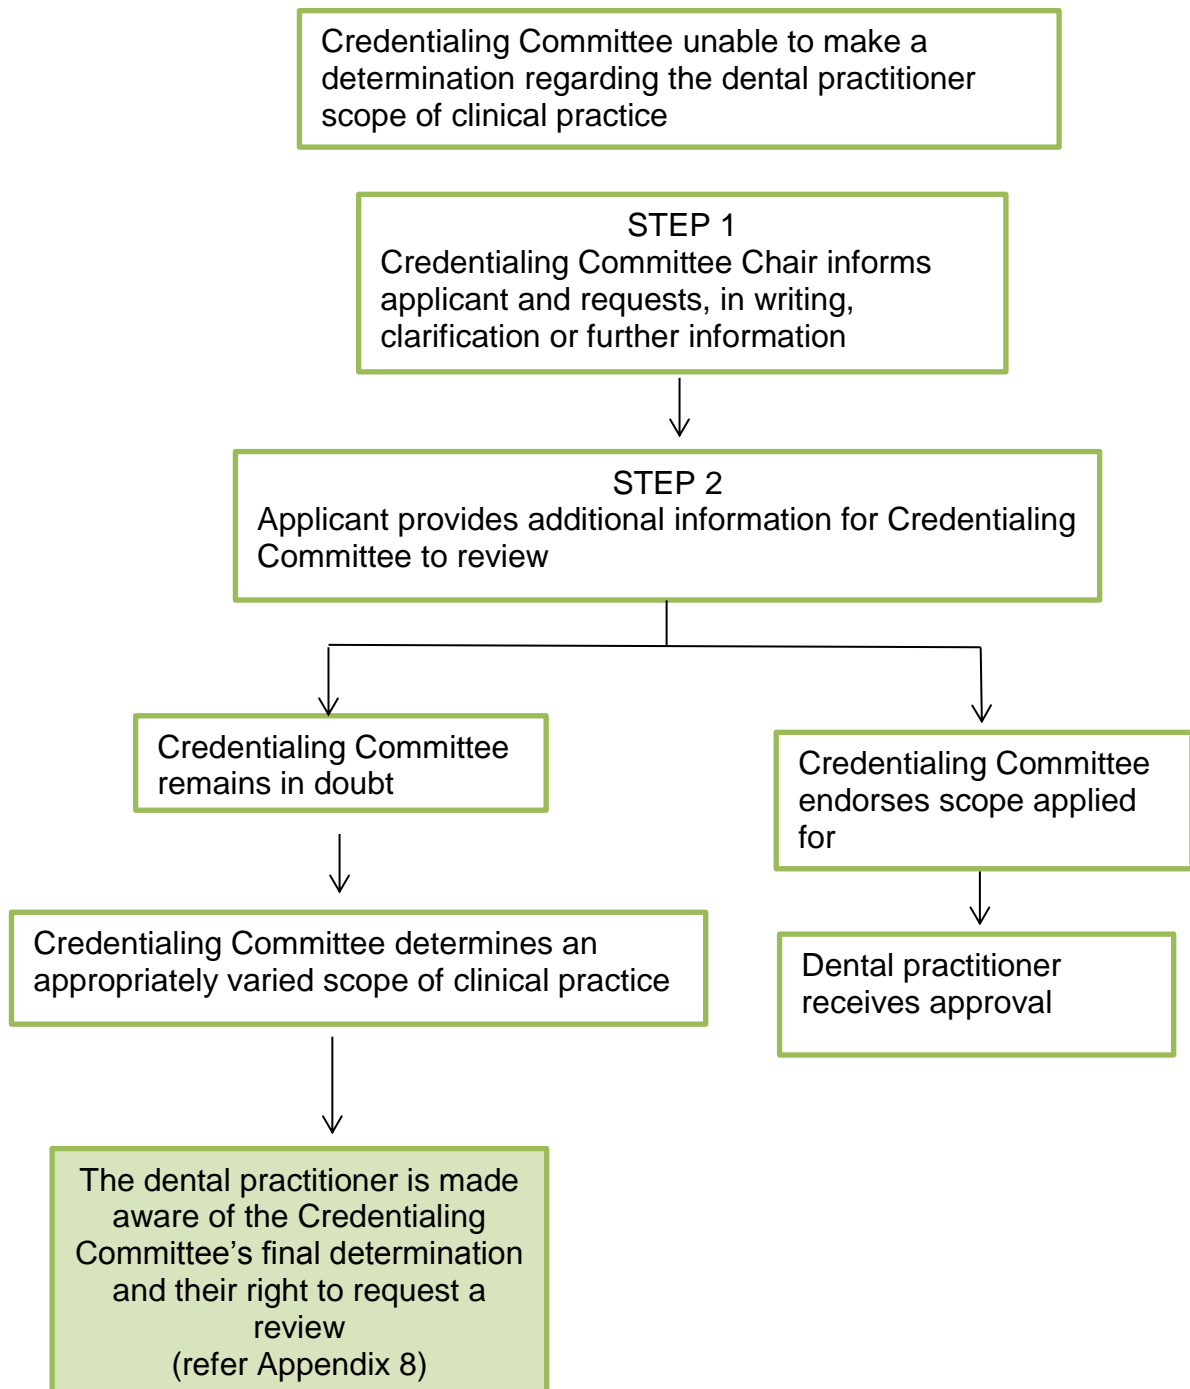 Credentialing Committee unable to make a
determination regarding the dental practitioner
scope of clinical practice
STEP 1
Credentialing Committee Chair informs
applicant and requests, in writing,
clarification or further information
STEP 2
Applicant provides additional information for Credentialing
Committee to review
Credentialing Committee
remains in doubt
Credentialing Committee
endorses scope applied
for
Credentialing Committee determines an
appropriately varied scope of clinical practice
Dental practitioner
receives approval
The dental practitioner is made
aware of the Credentialing
Committee’s final determination
and their right to request a
review
(refer Appendix 8)